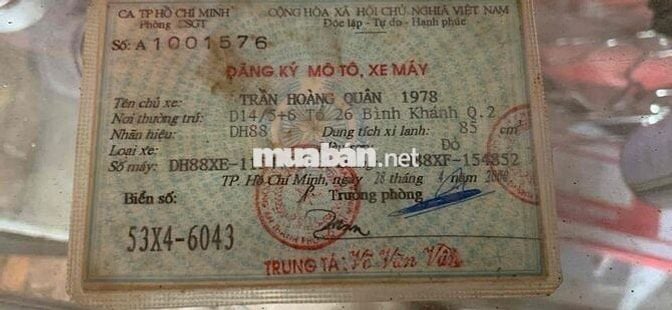 CA TP HỒ CHÍ MINH CỘNG HÒA XÃ HỘI CHỦ NGHĨA VIỆT NAM
Phòng CSGT Độc lập - Tự do - Hạnh phúc
Số: A 1001576
ĐĂNG KÝ MÔ TÔ, XE MÁY
Tên chủ xe: TRẦN HOÀNG QUÂN 1978
Nơi thường trú: D14/5+6 Tổ 26 Bình Khánh Q.2
Nhãn hiệu: DH88 Dung tích xi lanh: 85 cm³
Loại xe: Đỏ
Số máy: DH88XE-11 88XF-154852
muaban.net
TP. Hồ Chí Minh, ngày 28 tháng 4 năm
Biển số: Trưởng phòng
53X4-6043
TRUNG TÁ: Võ Văn Vân